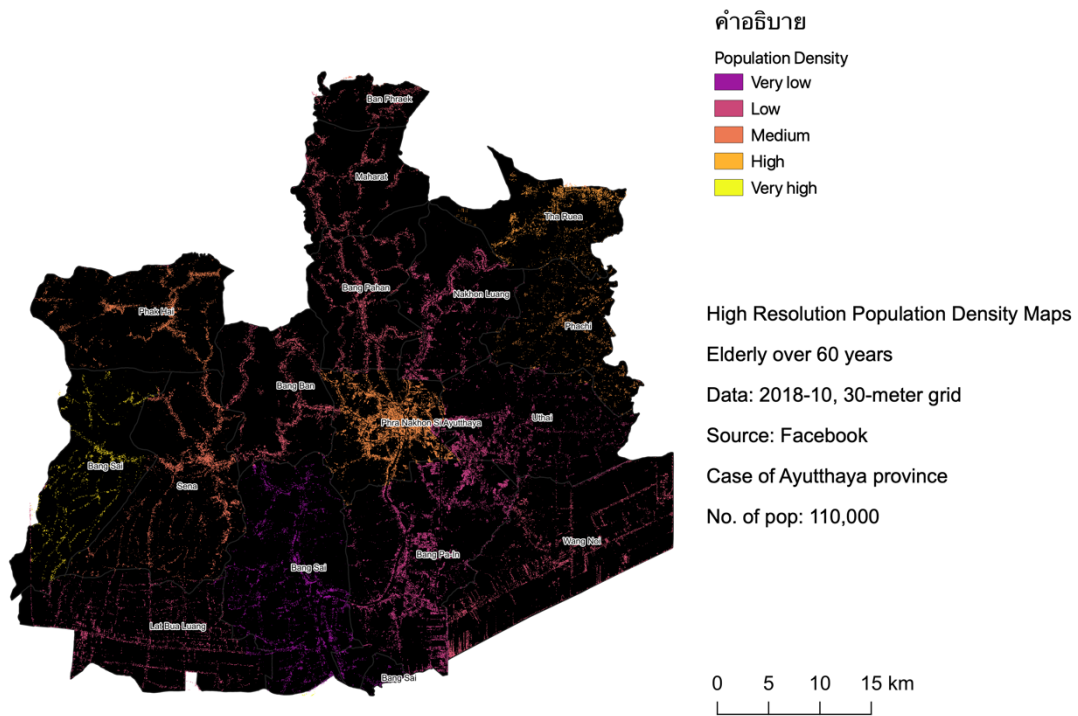 คำอธิบาย
Population Density
Very low
Low
Medium
High
Very high
Ban Phraek
Maharat
Tha Ruea
Bang Pahan
Nakhon Luang
Phak Hai
Phachi
Bang Ban
Phra Nakhon Si Ayutthaya
Uthai
Bang Sai
Sena
Wang Noi
Bang Pa-In
Bang Sai
Lat Bua Luang
Bang Sai
High Resolution Population Density Maps
Elderly over 60 years
Data: 2018-10, 30-meter grid
Source: Facebook
Case of Ayutthaya province
No. of pop: 110,000
0 5 10 15 km